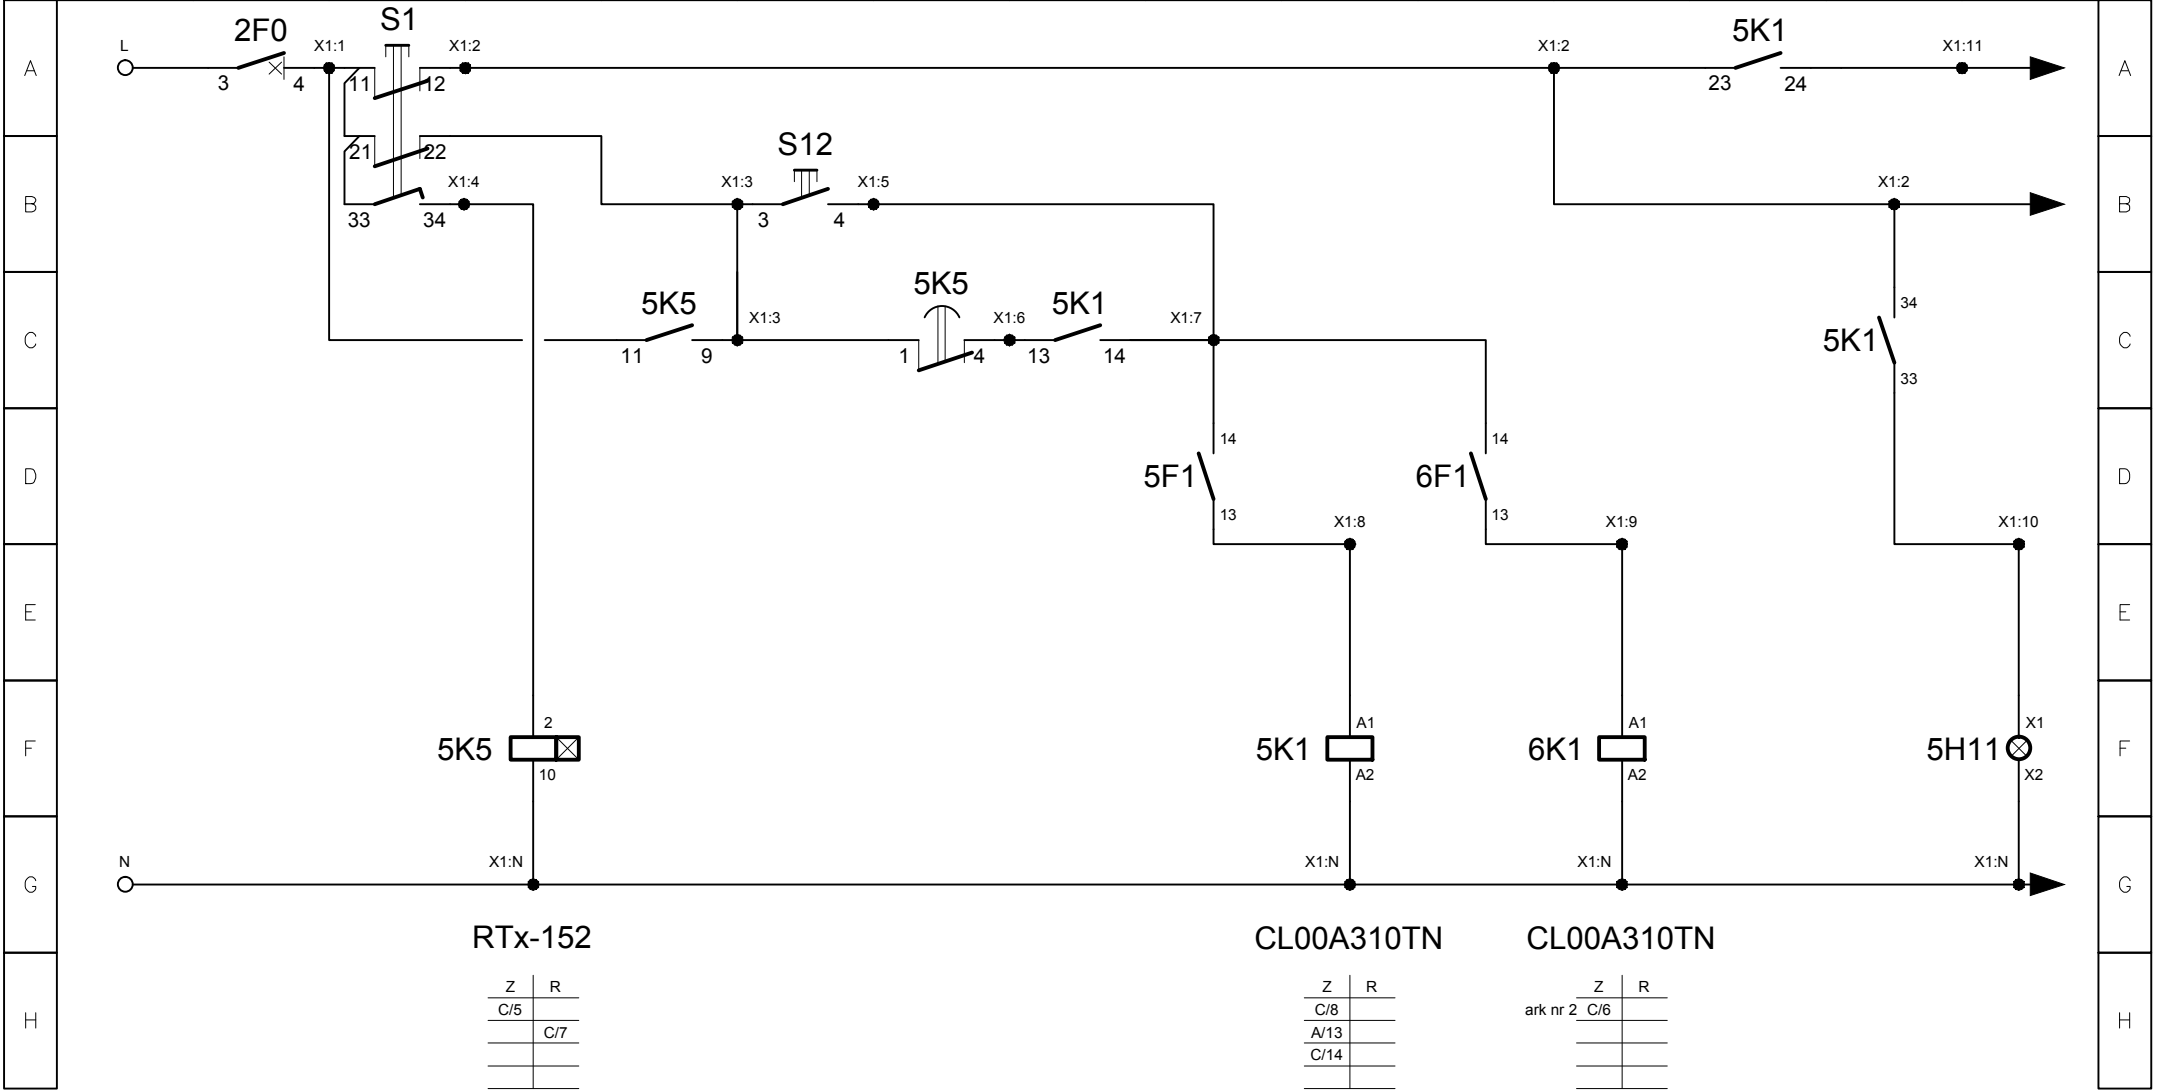 2F0 S1 5K1
L X1:1 X1:2 X1:2 X1:11
A A
3 4 11 12 23 24
21 22 S12
X1:4 X1:3 X1:5 X1:2
B B
33 34 3 4
5K5 5K5 5K1 34
X1:3 X1:6 X1:7
C 5K1 C
11 9 1 4 13 14 33
14 14
D 5F1 6F1 D
13 13
X1:8 X1:9 X1:10
E E
2 A1 A1 X1
F 5K5 5K1 6K1 5H11 F
10 A2 A2 X2
N X1:N X1:N X1:N X1:N
G G
RTx-152 CL00A310TN CL00A310TN
Z R Z R Z R
C/5 C/8 ark nr 2 C/6
H H
C/7 A/13
C/14